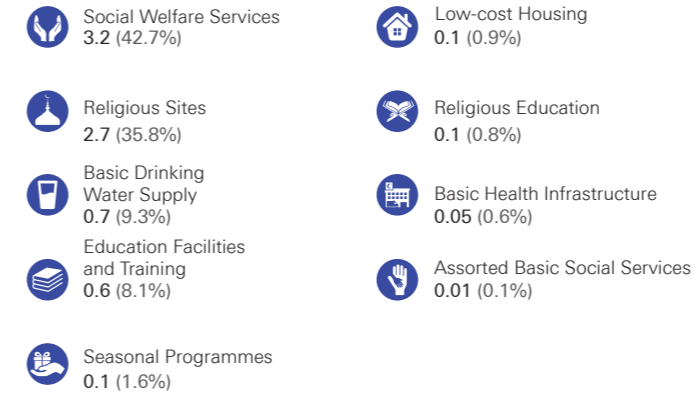 Social Welfare Services
3.2 (42.7%)
Religious Sites
2.7 (35.8%)
Basic Drinking
Water Supply
0.7 (9.3%)
Education Facilities
and Training
0.6 (8.1%)
Seasonal Programmes
0.1 (1.6%)
Low-cost Housing
0.1 (0.9%)
Religious Education
0.1 (0.8%)
Basic Health Infrastructure
0.05 (0.6%)
Assorted Basic Social Services
0.01 (0.1%)